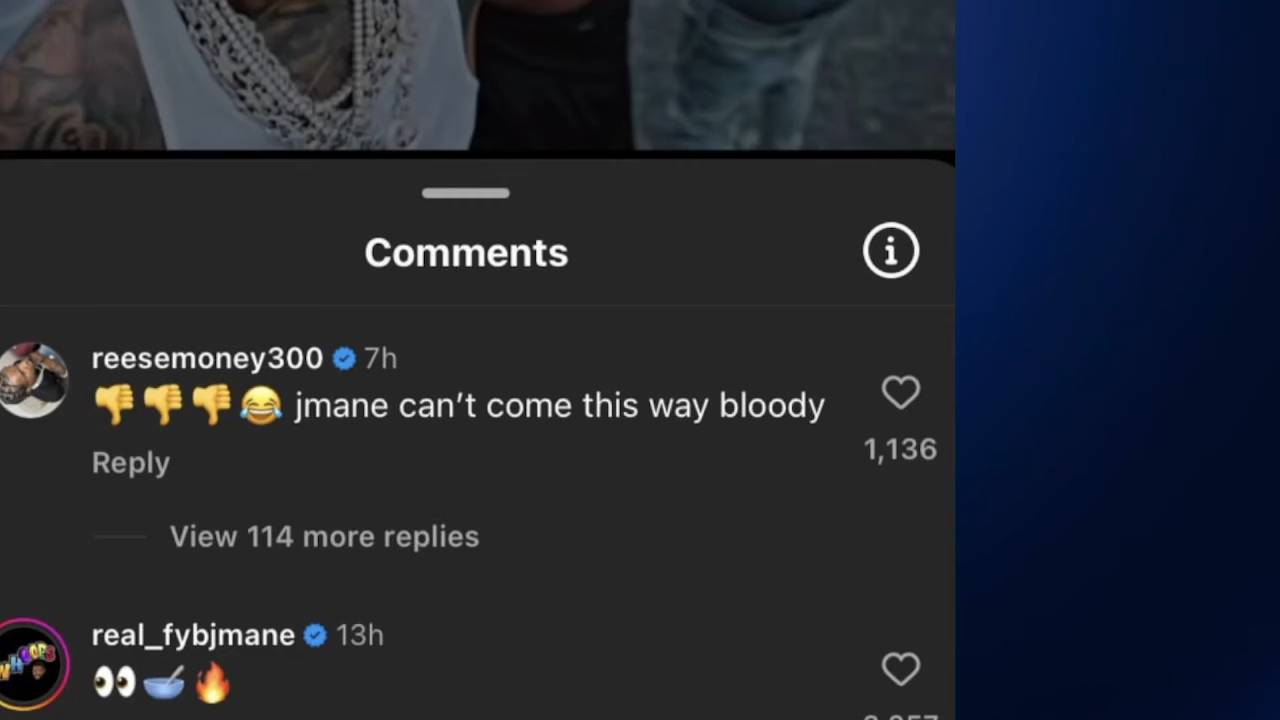 Comments
reesemoney300 7h
👎👎👎😂 jmane can't come this way bloody
1,136
Reply
View 114 more replies
real_fybjmane 13h
👀🥣🔥